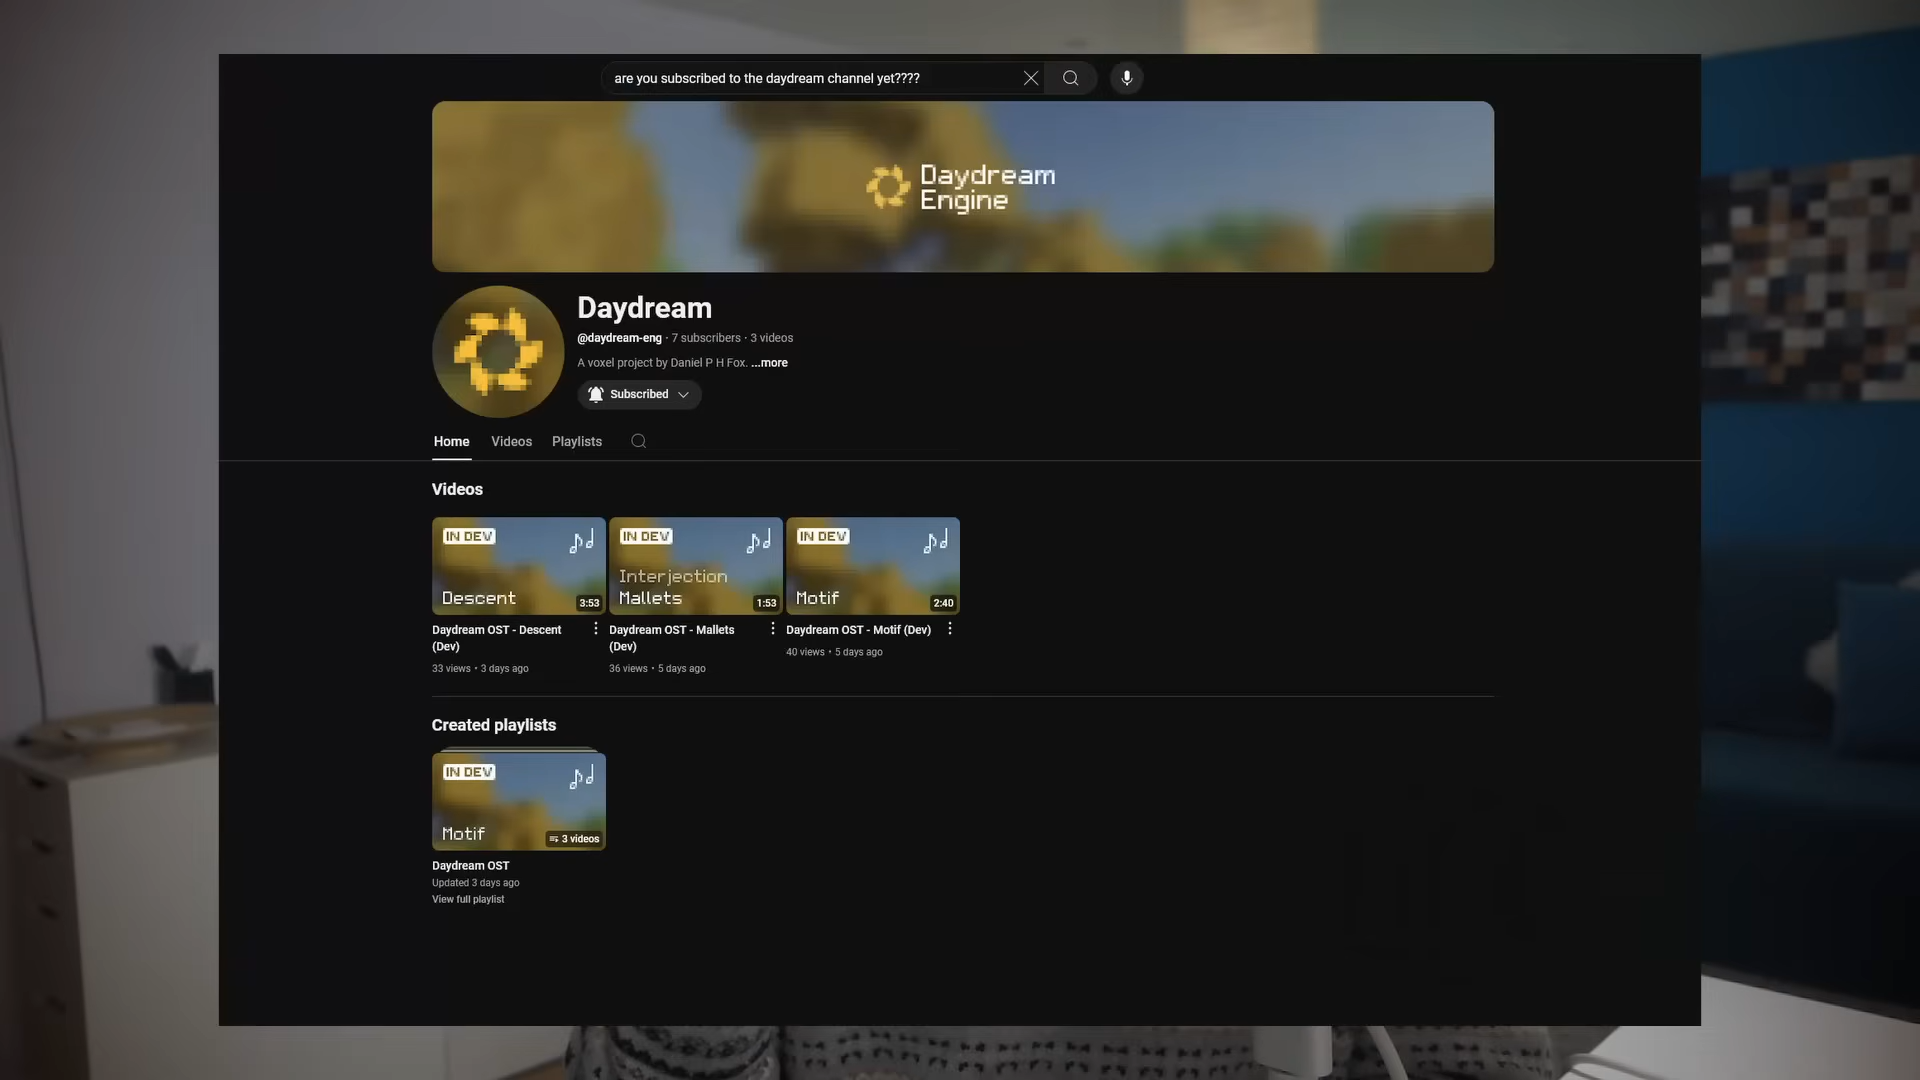 are you subscribed to the daydream channel yet????
Daydream
Engine
Daydream
@daydream-eng · 7 subscribers · 3 videos
A voxel project by Daniel P H Fox. ...more
Subscribed
Home Videos Playlists
Videos
IN DEV
Descent
3:53
IN DEV
Interjection
Mallets
1:53
IN DEV
Motif
2:40
Daydream OST - Descent
(Dev)
33 views • 3 days ago
Daydream OST - Mallets
(Dev)
36 views • 5 days ago
Daydream OST - Motif (Dev)
40 views • 5 days ago
Created playlists
IN DEV
Motif
3 videos
Daydream OST
Updated 3 days ago
View full playlist